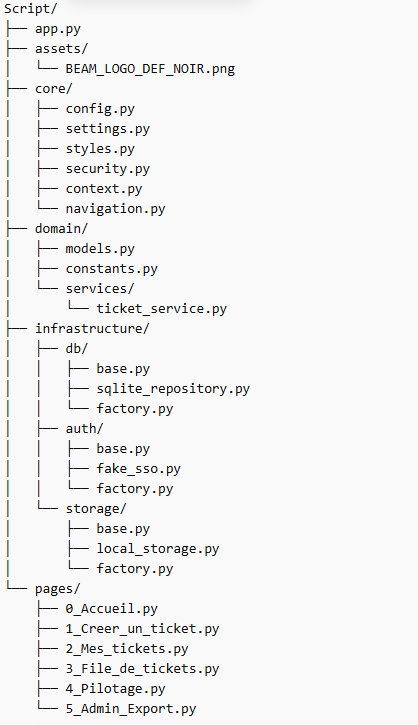 Script/
├── app.py
├── assets/
│   └── BEAM_LOGO_DEF_NOIR.png
├── core/
│   ├── config.py
│   ├── settings.py
│   ├── styles.py
│   ├── security.py
│   ├── context.py
│   └── navigation.py
├── domain/
│   ├── models.py
│   ├── constants.py
│   └── services/
│       └── ticket_service.py
├── infrastructure/
│   ├── db/
│   │   ├── base.py
│   │   ├── sqlite_repository.py
│   │   └── factory.py
│   ├── auth/
│   │   ├── base.py
│   │   ├── fake_sso.py
│   │   └── factory.py
│   └── storage/
│       ├── base.py
│       ├── local_storage.py
│       └── factory.py
└── pages/
    ├── 0_Accueil.py
    ├── 1_Creer_un_ticket.py
    ├── 2_Mes_tickets.py
    ├── 3_File_de_tickets.py
    ├── 4_Pilotage.py
    └── 5_Admin_Export.py